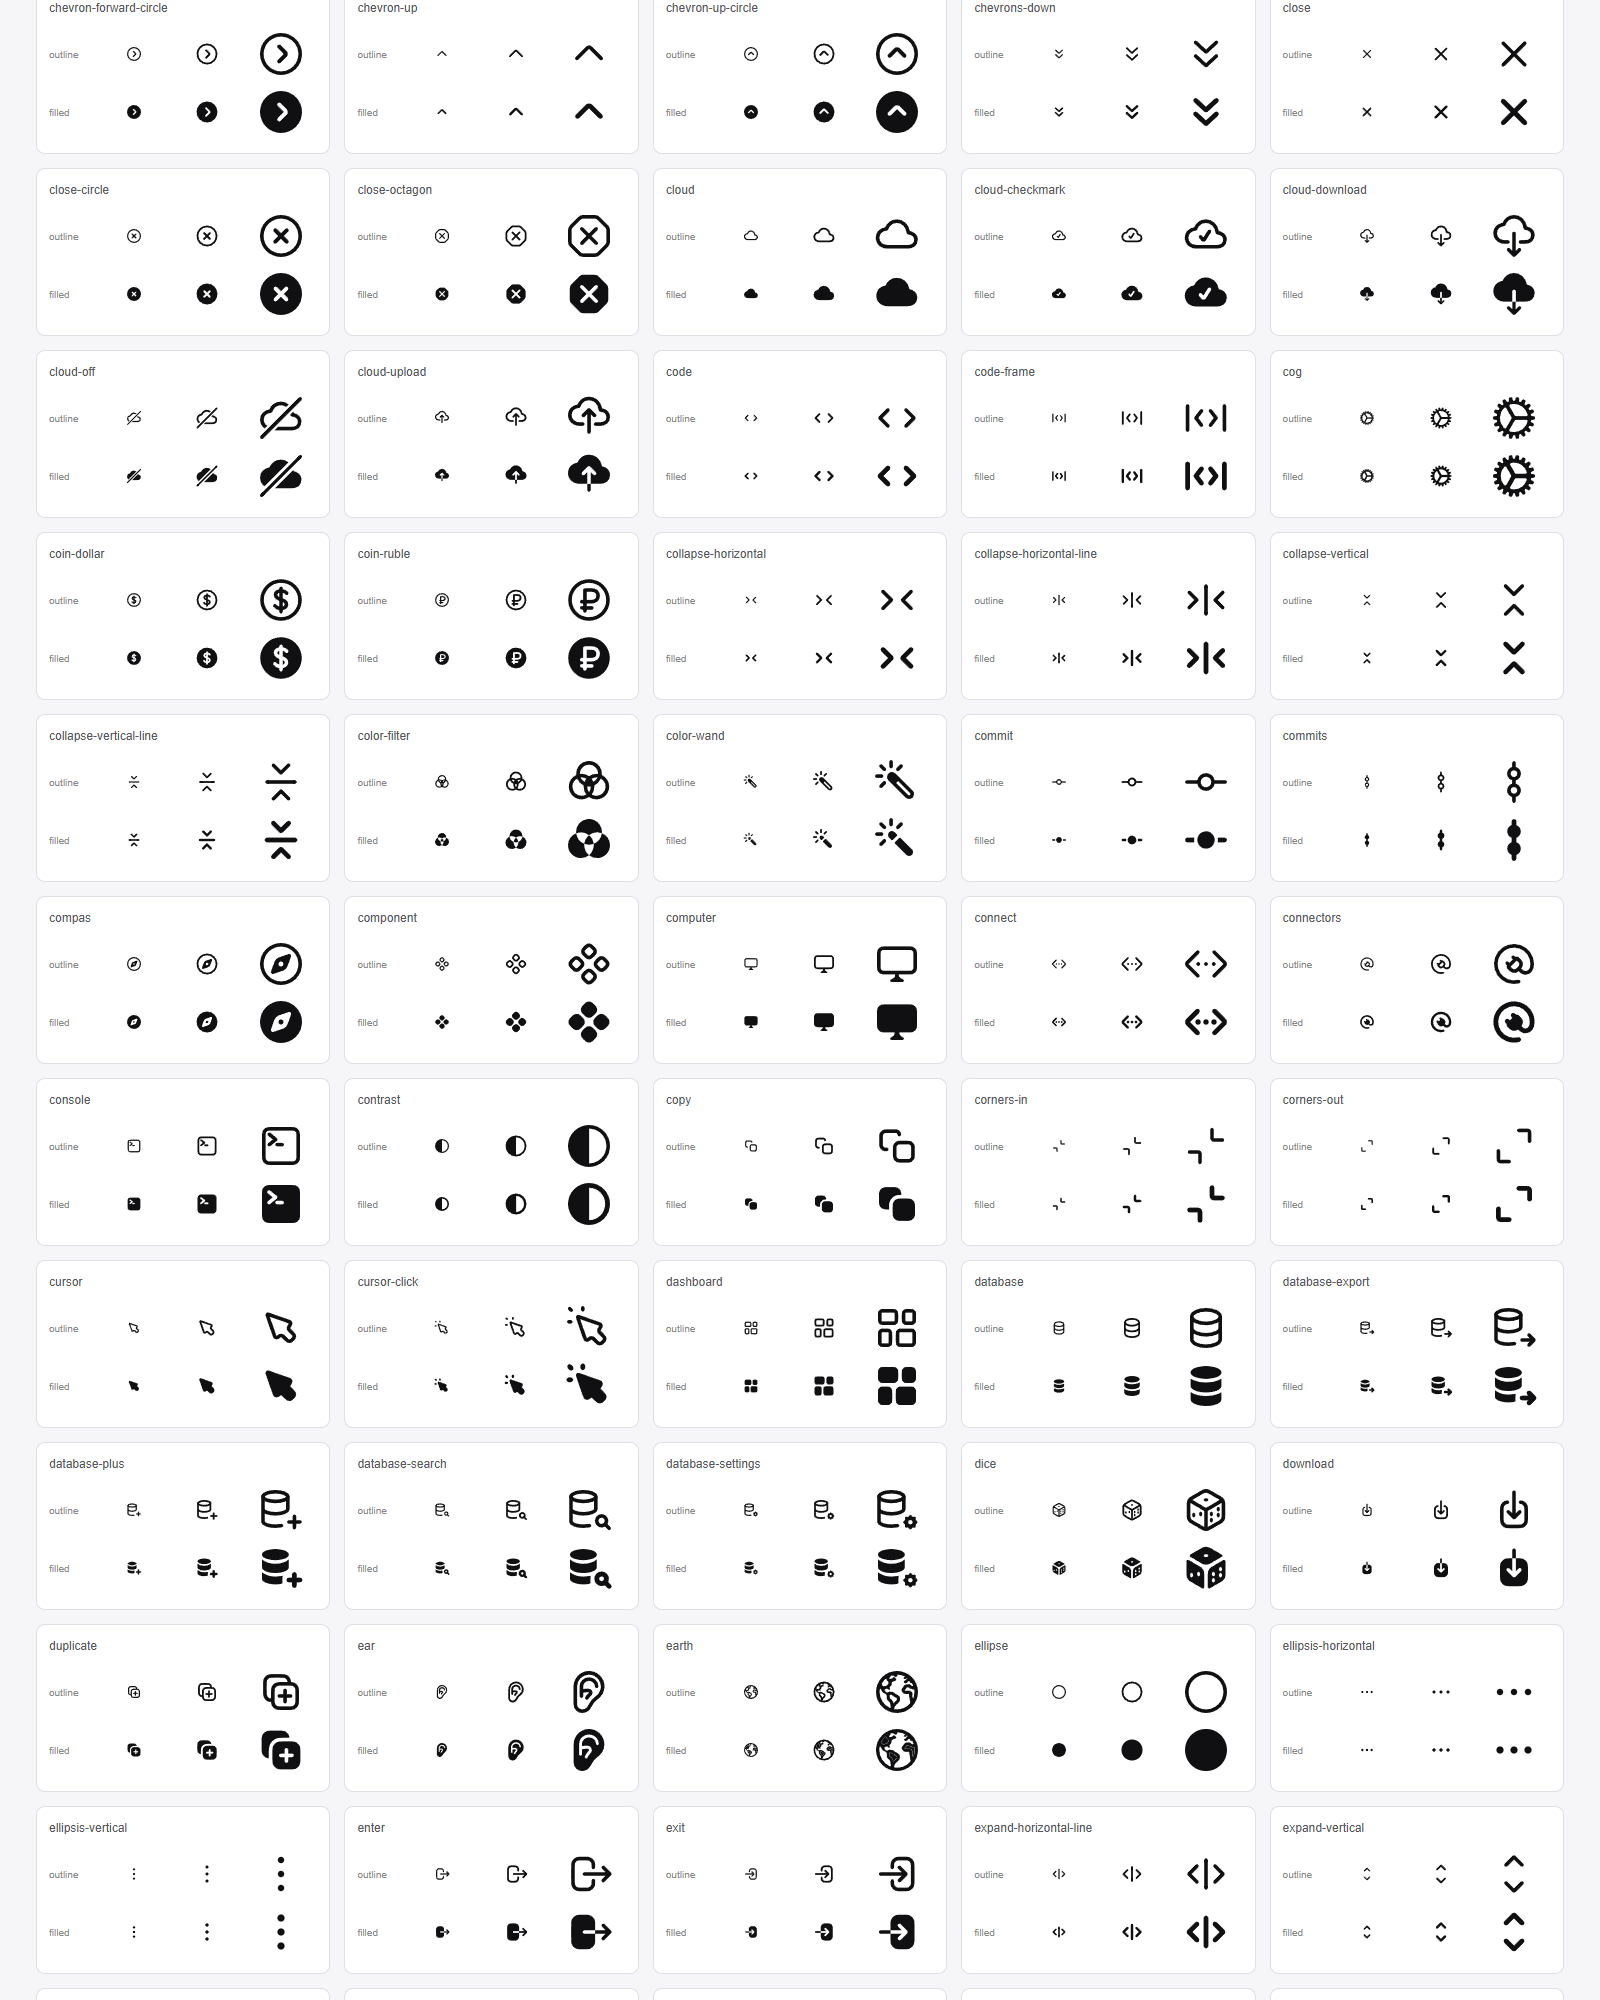 chevron-forward-circle
outline
filled
chevron-up
outline
filled
chevron-up-circle
outline
filled
chevrons-down
outline
filled
close
outline
filled
close-circle
outline
filled
close-octagon
outline
filled
cloud
outline
filled
cloud-checkmark
outline
filled
cloud-download
outline
filled
cloud-off
outline
filled
cloud-upload
outline
filled
code
outline
filled
code-frame
outline
filled
cog
outline
filled
coin-dollar
outline
filled
coin-ruble
outline
filled
collapse-horizontal
outline
filled
collapse-horizontal-line
outline
filled
collapse-vertical
outline
filled
collapse-vertical-line
outline
filled
color-filter
outline
filled
color-wand
outline
filled
commit
outline
filled
commits
outline
filled
compas
outline
filled
component
outline
filled
computer
outline
filled
connect
outline
filled
connectors
outline
filled
console
outline
filled
contrast
outline
filled
copy
outline
filled
corners-in
outline
filled
corners-out
outline
filled
cursor
outline
filled
cursor-click
outline
filled
dashboard
outline
filled
database
outline
filled
database-export
outline
filled
database-plus
outline
filled
database-search
outline
filled
database-settings
outline
filled
dice
outline
filled
download
outline
filled
duplicate
outline
filled
ear
outline
filled
earth
outline
filled
ellipse
outline
filled
ellipsis-horizontal
outline
filled
ellipsis-vertical
outline
filled
enter
outline
filled
exit
outline
filled
expand-horizontal-line
outline
filled
expand-vertical
outline
filled